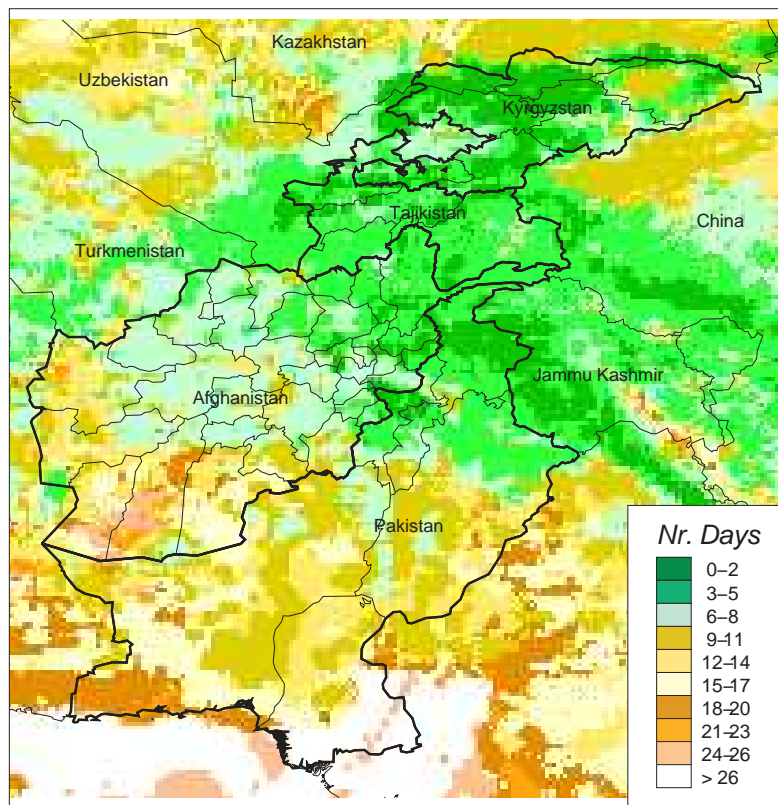 Kazakhstan
Uzbekistan
Kyrgyzstan
Tajikistan
China
Turkmenistan
Jammu Kashmir
Afghanistan
Pakistan
Nr. Days
0–2
3–5
6–8
9–11
12–14
15–17
18–20
21–23
24–26
> 26